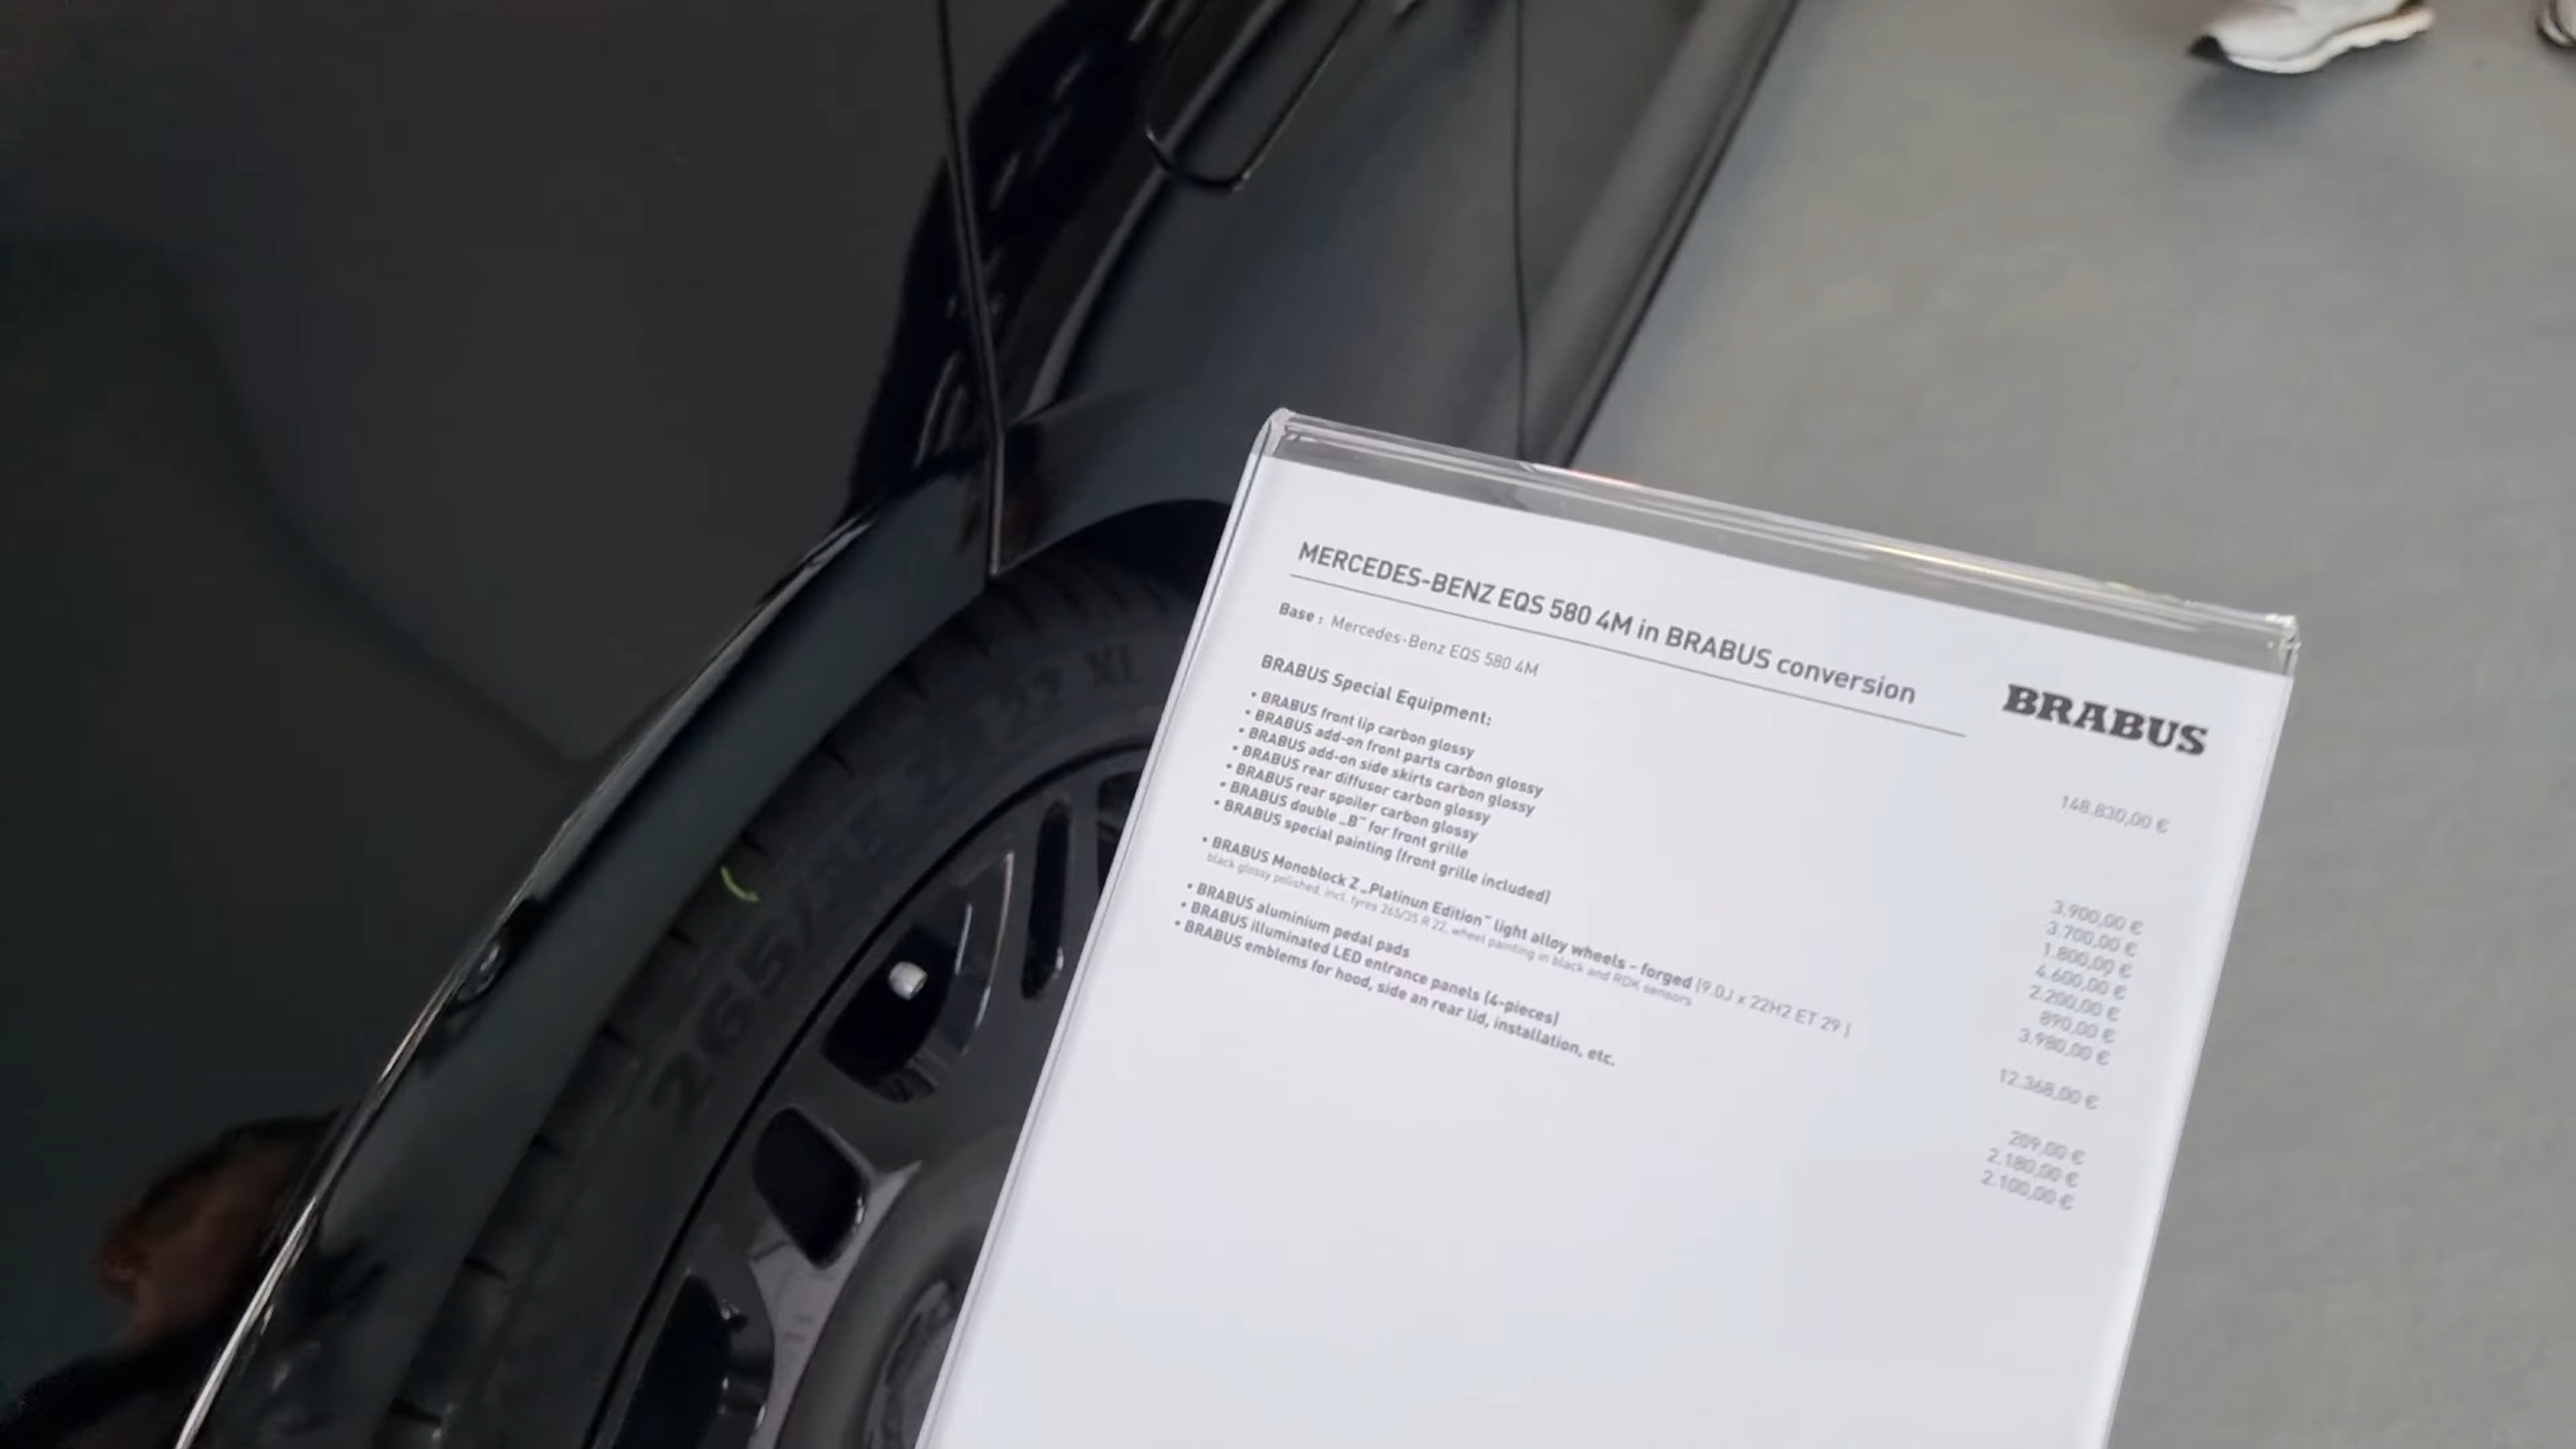 MERCEDES-BENZ EQS 580 4M in BRABUS conversion
BRABUS
Base : Mercedes-Benz EQS 580 4M 148.830,00 €
BRABUS Special Equipment:
• BRABUS front lip carbon glossy 3.900,00 €
• BRABUS add-on front parts carbon glossy 3.700,00 €
• BRABUS add-on side skirts carbon glossy 1.800,00 €
• BRABUS rear diffusor carbon glossy 4.600,00 €
• BRABUS rear spoiler carbon glossy 2.200,00 €
• BRABUS double „B“ for front grille 890,00 €
• BRABUS special painting (front grille included) 3.980,00 €
• BRABUS Monoblock Z „Platinun Edition“ light alloy wheels - forged (9.0J x 22H2 ET 29 ) 12.368,00 €
black glossy polished, incl. tyres 265/35 R 22, wheel painting in black and RDK sensors
• BRABUS aluminium pedal pads 209,00 €
• BRABUS illuminated LED entrance panels (4-pieces) 2.180,00 €
• BRABUS emblems for hood, side an rear lid, installation, etc. 2.100,00 €
265/35 22 XL